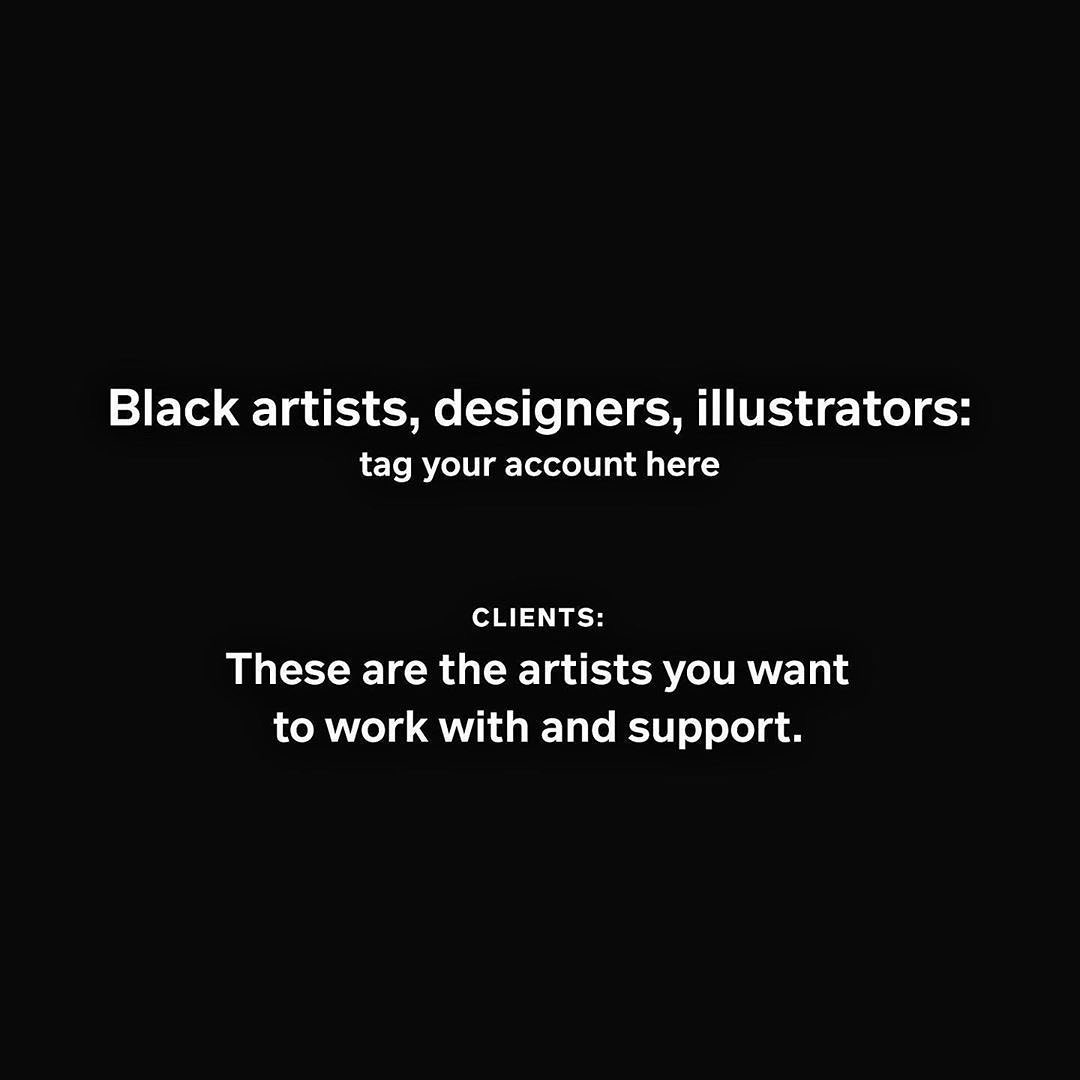 Black artists, designers, illustrators:
tag your account here
CLIENTS:
These are the artists you want
to work with and support.